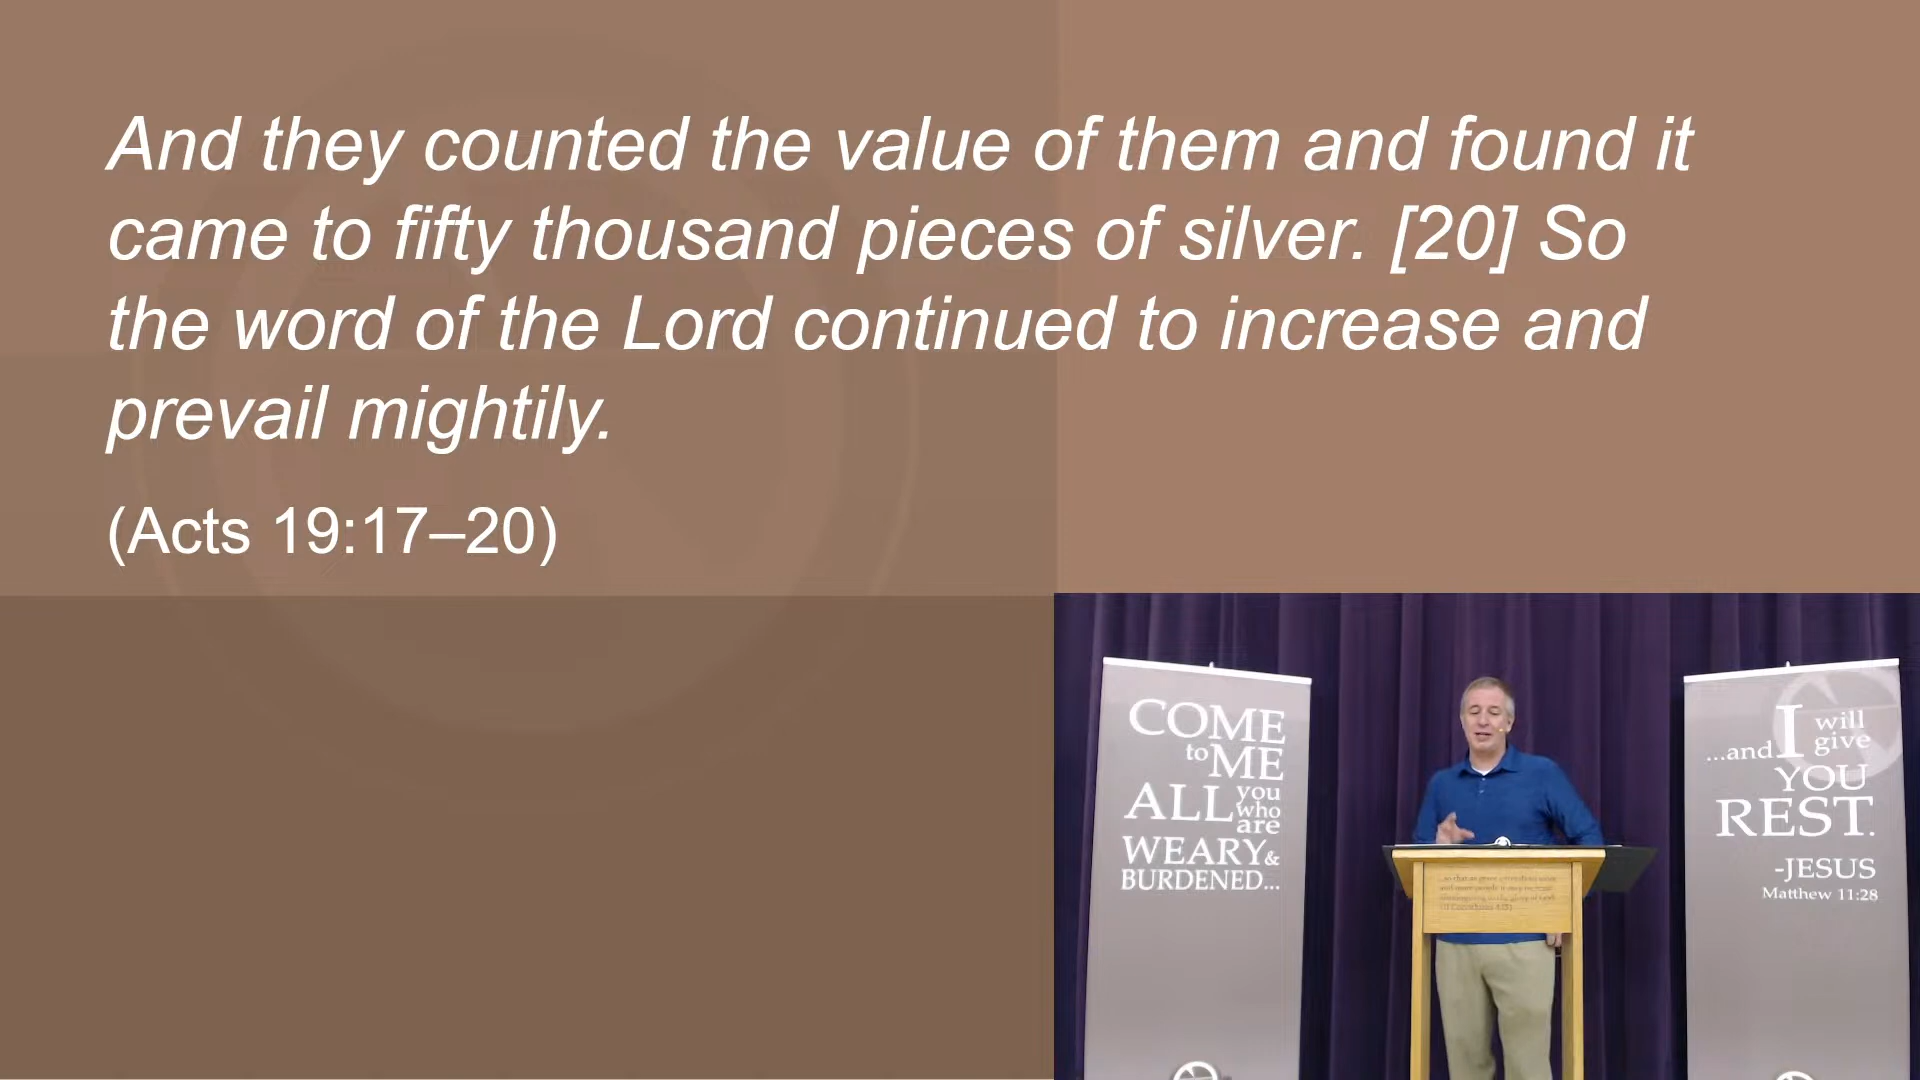 And they counted the value of them and found it
came to fifty thousand pieces of silver. [20] So
the word of the Lord continued to increase and
prevail mightily.
(Acts 19:17–20)
COME
to ME
ALL you who are
WEARY &
BURDENED...
...and I will give
YOU
REST.
-JESUS
Matthew 11:28